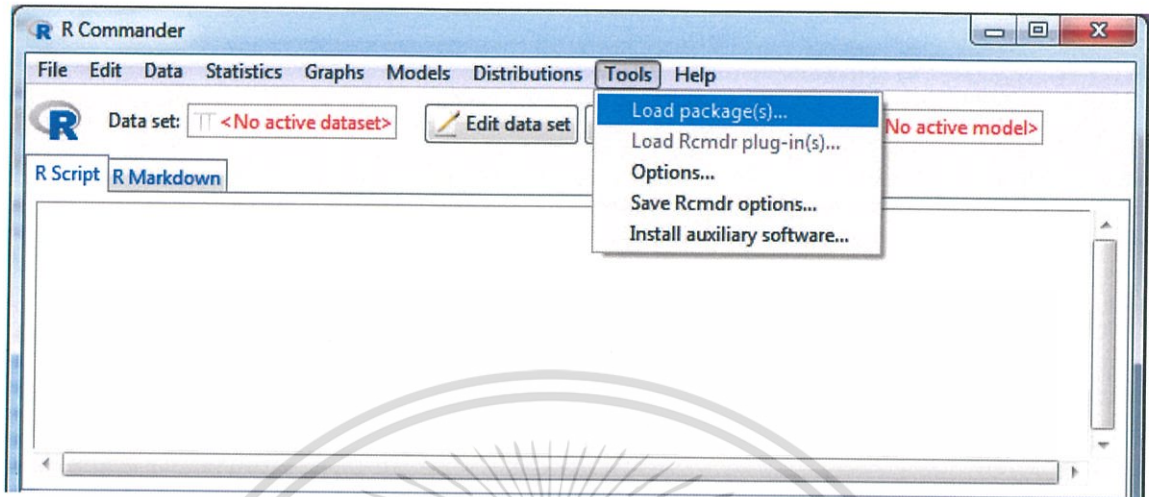 R R Commander
File Edit Data Statistics Graphs Models Distributions Tools Help
R Data set: <No active dataset> Edit data set No active model>
Load package(s)...
Load Rcmdr plug-in(s)...
Options...
Save Rcmdr options...
Install auxiliary software...
R Script R Markdown